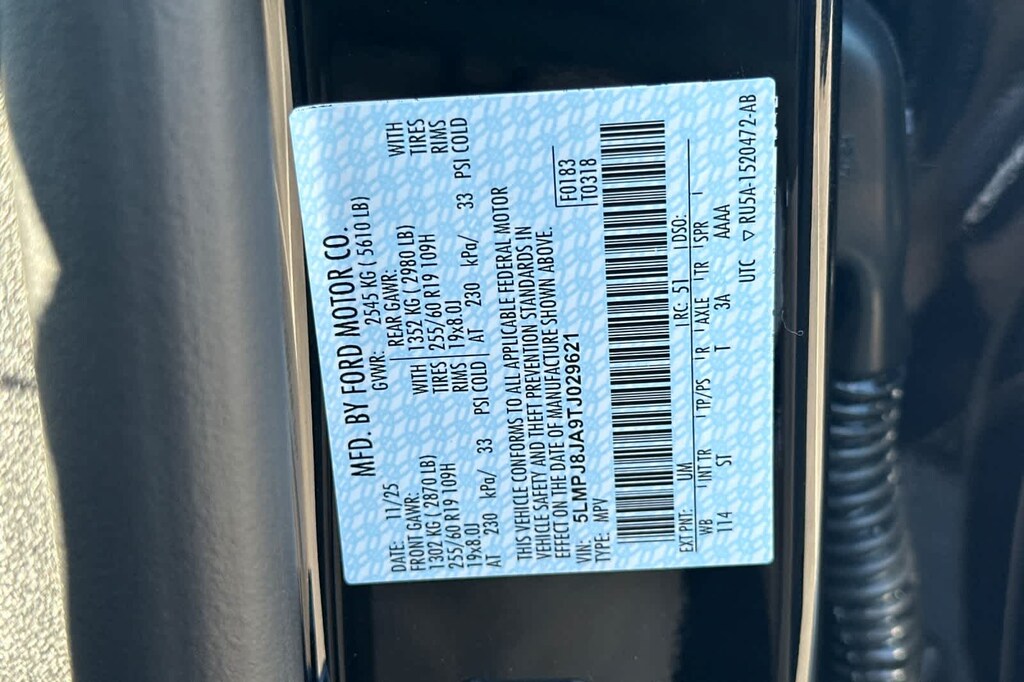 MFD. BY FORD MOTOR CO.
DATE: 11/25 GVWR: 2545 KG ( 5610 LB)
FRONT GAWR: REAR GAWR: WITH
1302 KG ( 2870 LB) WITH 1352 KG ( 2980 LB) TIRES
255/60 R19 109H TIRES 255/60 R19 109H RIMS
19x8.0J RIMS 19x8.0J
AT 230 kPa/ 33 PSI COLD AT 230 kPa/ 33 PSI COLD
THIS VEHICLE CONFORMS TO ALL APPLICABLE FEDERAL MOTOR
VEHICLE SAFETY AND THEFT PREVENTION STANDARDS IN
EFFECT ON THE DATE OF MANUFACTURE SHOWN ABOVE.
VIN: 5LMPJ8JA9TJ029621 F0183
TYPE: MPV T0318
EXT PNT: UM RC: 51 DSO:
WB INT TR TP/PS R AXLE TR SPR
114 ST T 3A AAAA
UTC ▽ RU5A-1520472-AB